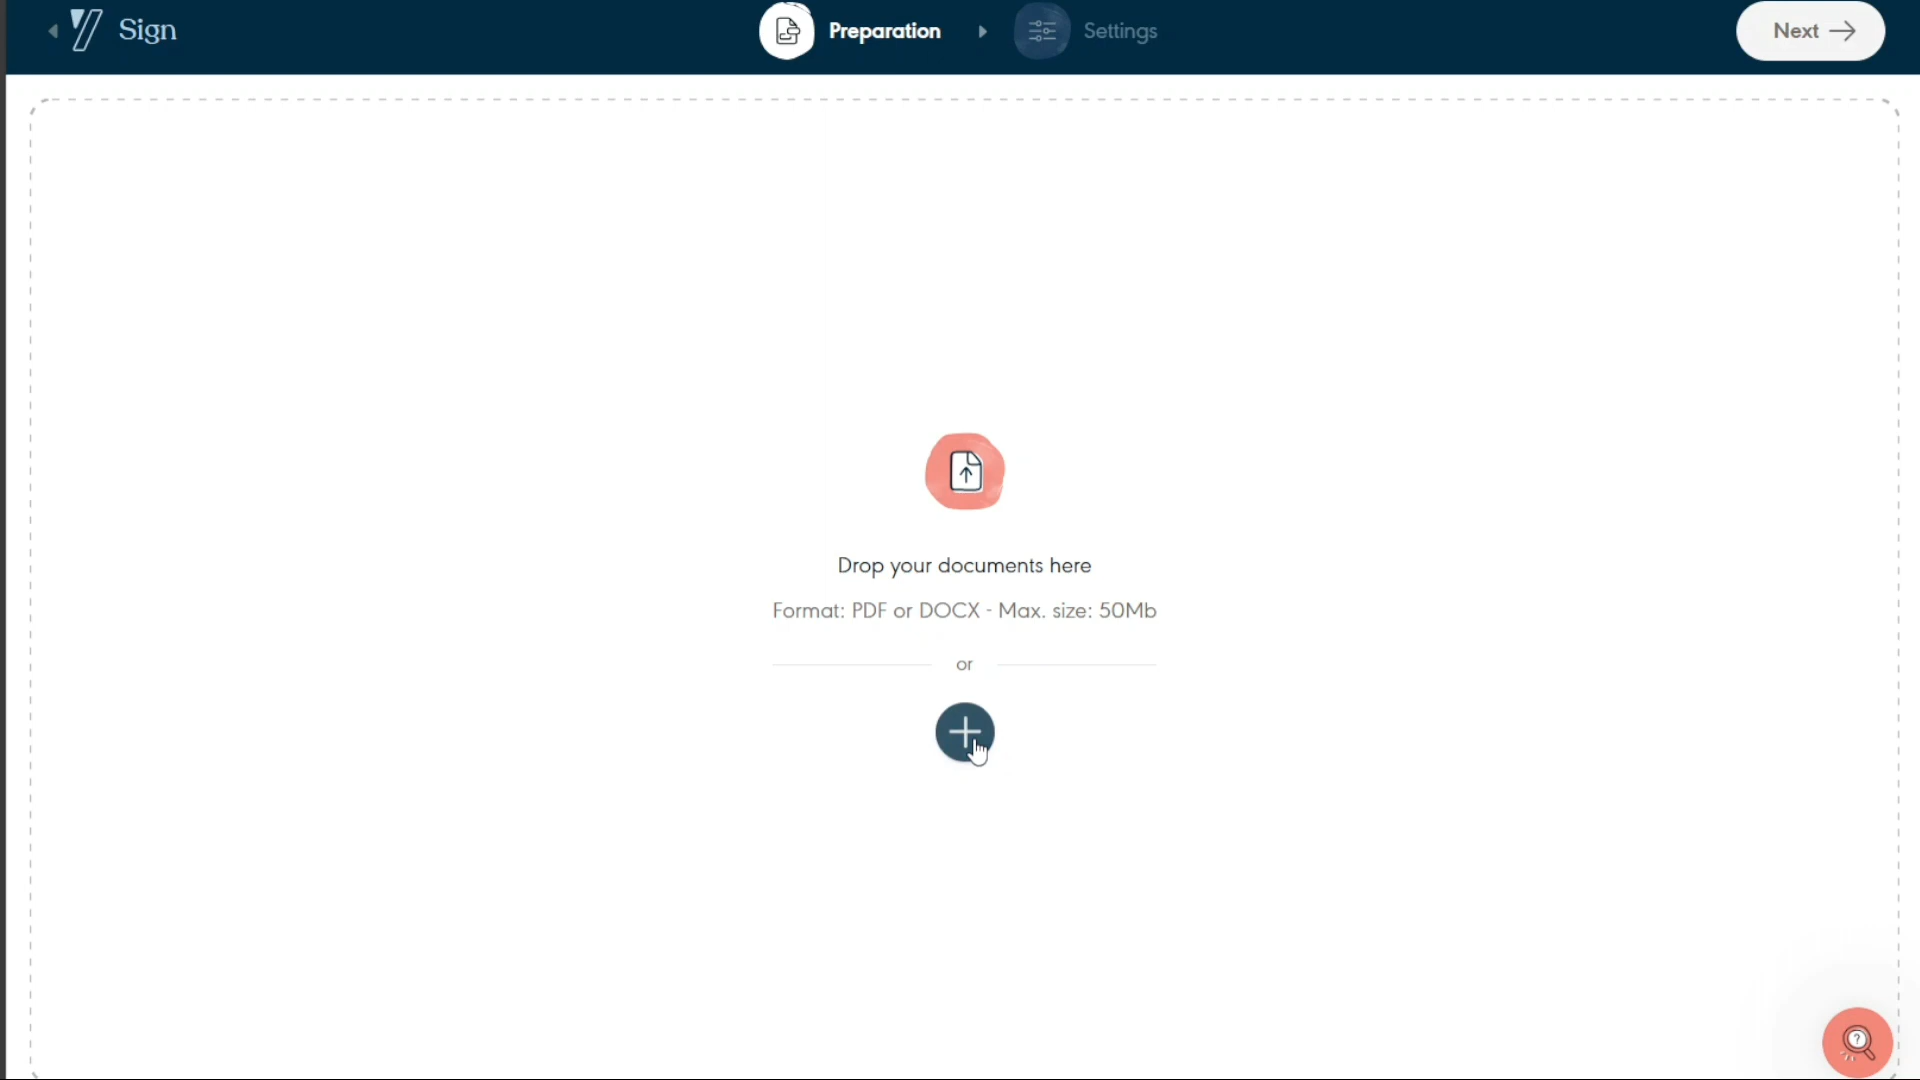 Sign
Preparation
Settings
Next
Drop your documents here
Format: PDF or DOCX - Max. size: 50Mb
or